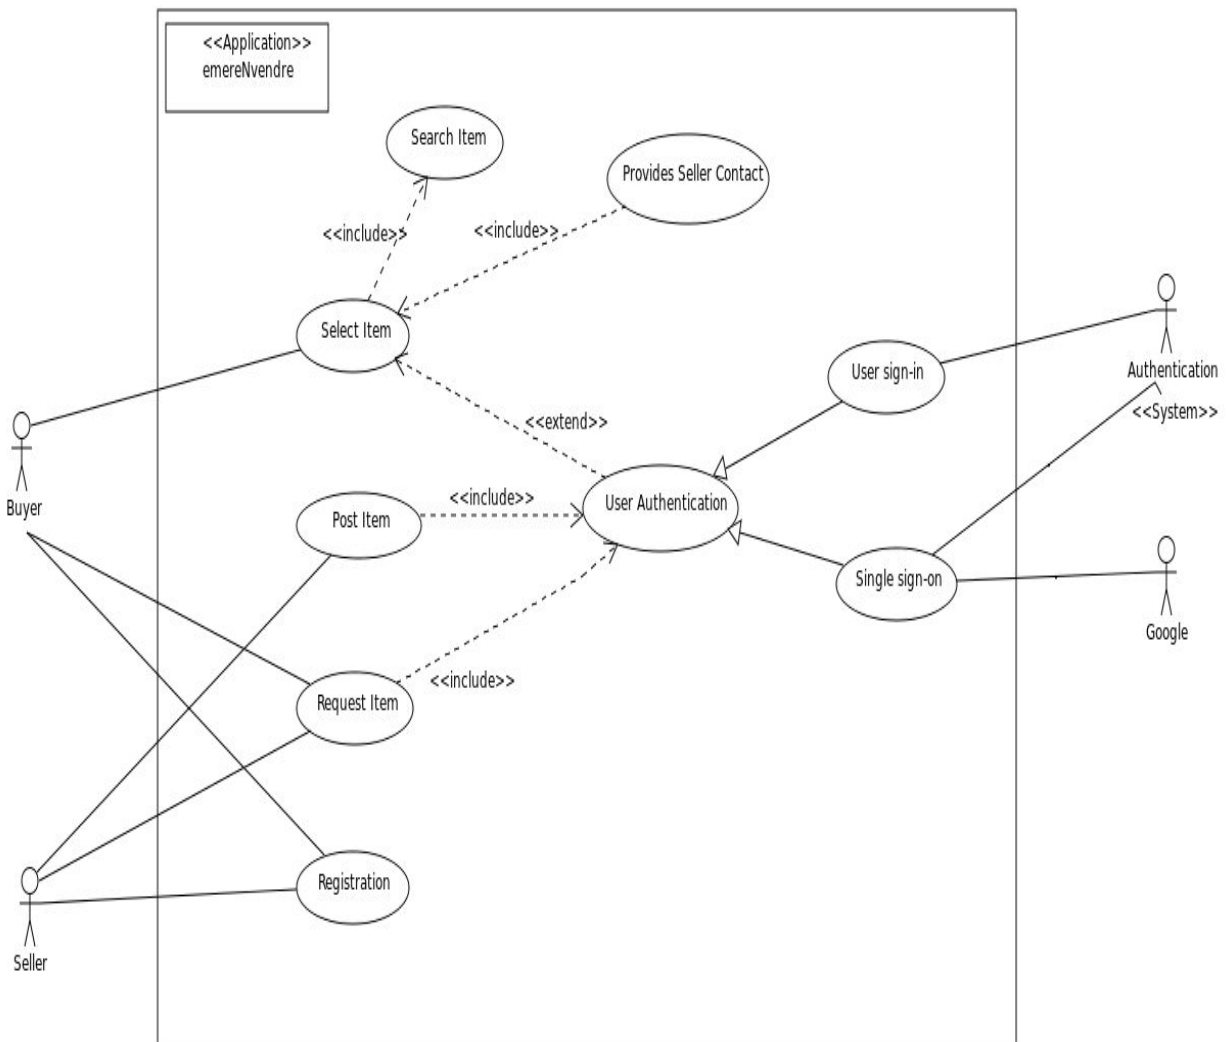 <<Application>>
emereNvendre
Search Item
Provides Seller Contact
<<include>>
<<include>>
Select Item
User sign-in
Authentication
<<System>>
<<extend>>
Buyer
<<include>>
Post Item
User Authentication
Single sign-on
Google
<<include>>
Request Item
Registration
Seller